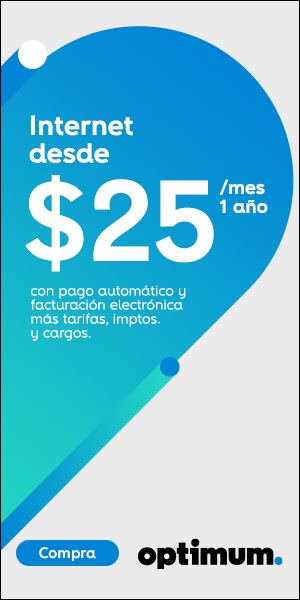 Internet
desde
$25
/mes
1 año
con pago automático y
facturación electrónica
más tarifas, imptos.
y cargos.
Compra
optimum.